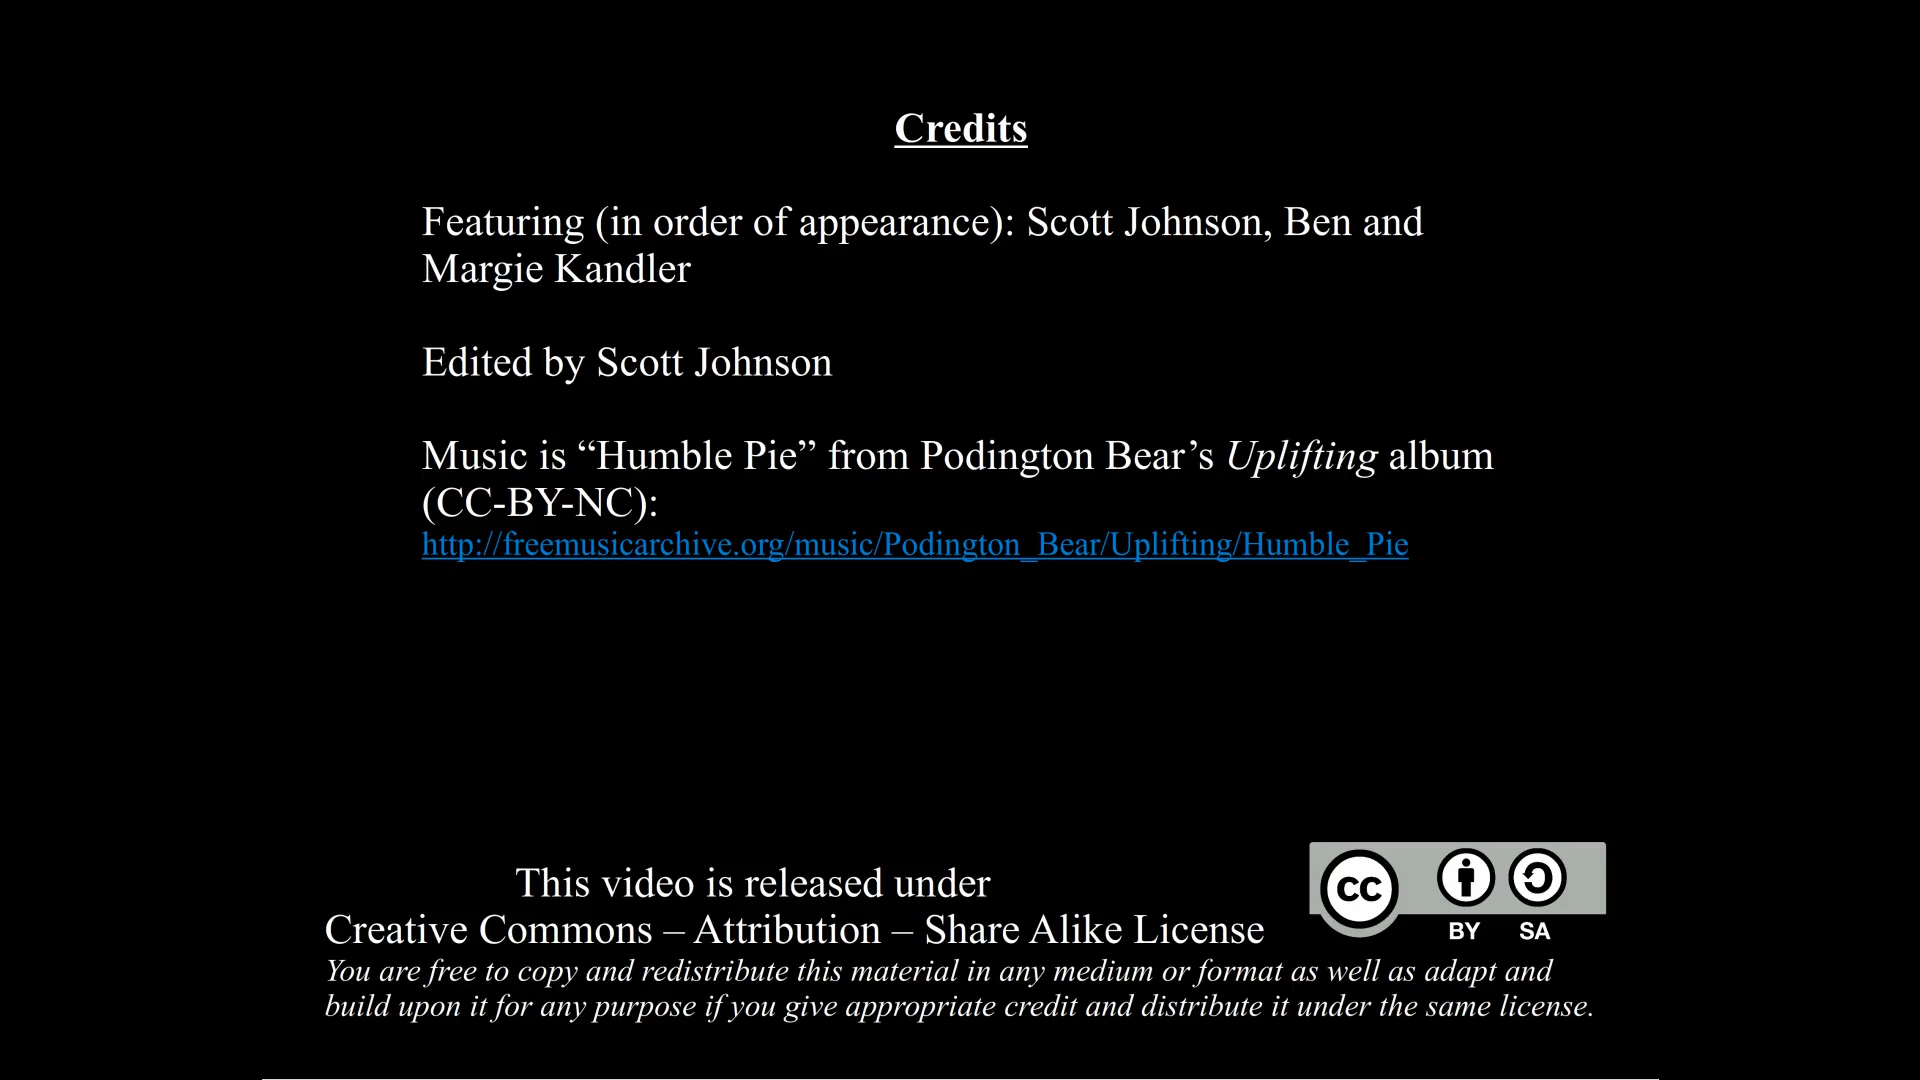 Credits
Featuring (in order of appearance): Scott Johnson, Ben and
Margie Kandler
Edited by Scott Johnson
Music is “Humble Pie” from Podington Bear’s Uplifting album
(CC-BY-NC):
http://freemusicarchive.org/music/Podington_Bear/Uplifting/Humble_Pie
This video is released under
Creative Commons – Attribution – Share Alike License
cc BY SA
You are free to copy and redistribute this material in any medium or format as well as adapt and
build upon it for any purpose if you give appropriate credit and distribute it under the same license.